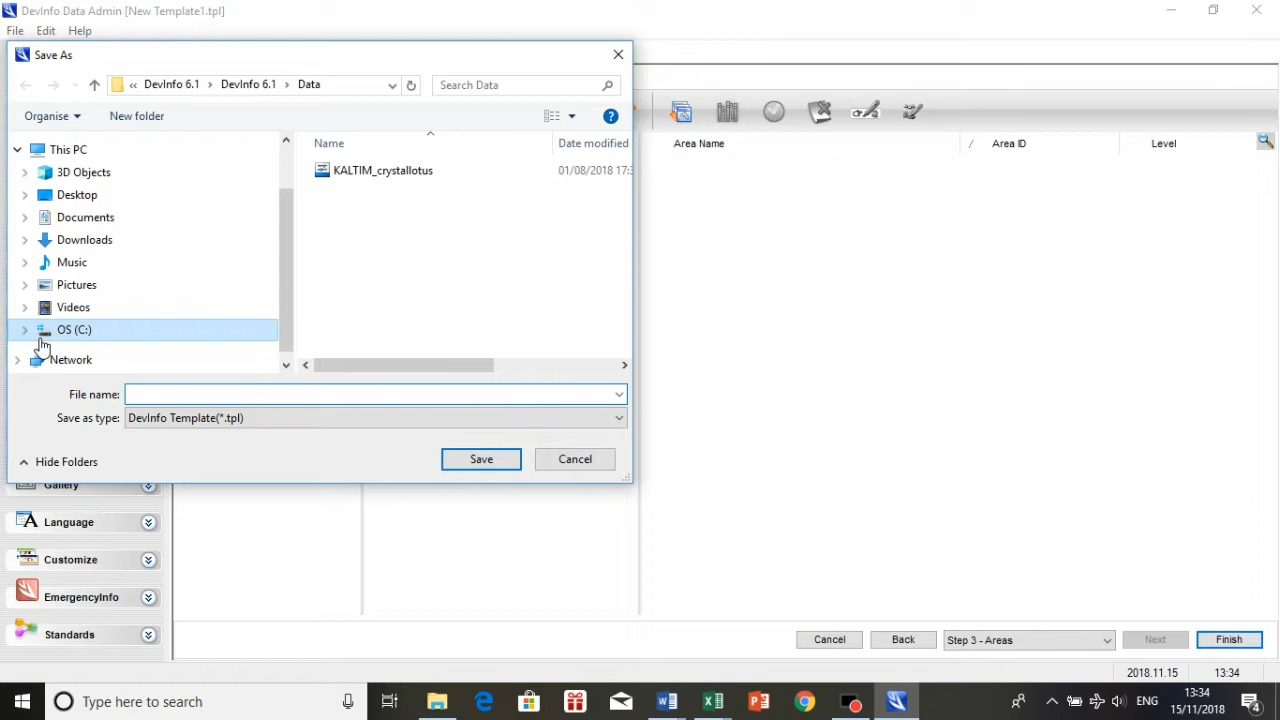 DevInfo Data Admin [New Template1.tpl]
File Edit Help
Save As
« DevInfo 6.1 DevInfo 6.1 Data
Search Data
Organise New folder
This PC
3D Objects
Desktop
Documents
Downloads
Music
Pictures
Videos
OS (C:)
Network
Name Date modified
KALTIM_crystallotus 01/08/2018 17:
File name:
Save as type: DevInfo Template(*.tpl)
Hide Folders
Save Cancel
Area Name / Area ID Level
Gallery
Language
Customize
EmergencyInfo
Standards
Cancel Back Step 3 - Areas Next Finish
2018.11.15 13:34
Type here to search
ENG
13:34
15/11/2018
4